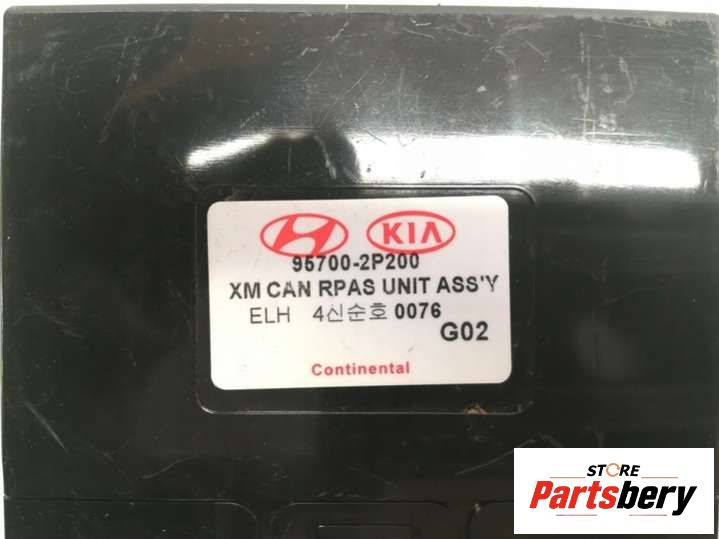 KIA
95700-2P200
XM CAN RPAS UNIT ASS'Y
ELH 4신순호 0076
G02
Continental
STORE
Partsbery